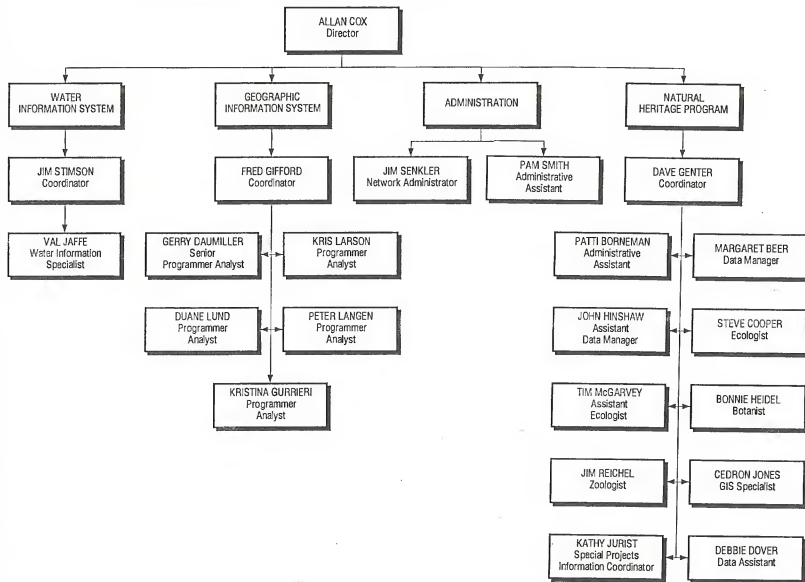 ALLAN COX
Director
WATER
INFORMATION SYSTEM
GEOGRAPHIC
INFORMATION SYSTEM
ADMINISTRATION
NATURAL
HERITAGE PROGRAM
JIM STIMSON
Coordinator
FRED GIFFORD
Coordinator
JIM SENKLER
Network Administrator
PAM SMITH
Administrative
Assistant
DAVE GENTER
Coordinator
VAL JAFFE
Water Information
Specialist
GERRY DAUMILLER
Senior
Programmer Analyst
KRIS LARSON
Programmer
Analyst
PATTI BORNEMAN
Administrative
Assistant
MARGARET BEER
Data Manager
DUANE LUND
Programmer
Analyst
PETER LANGEN
Programmer
Analyst
JOHN HINSHAW
Assistant
Data Manager
STEVE COOPER
Ecologist
KRISTINA GURRIERI
Programmer
Analyst
TIM McGARVEY
Assistant
Ecologist
BONNIE HEIDEL
Botanist
JIM REICHEL
Zoologist
CEDRON JONES
GIS Specialist
KATHY JURIST
Special Projects
Information Coordinator
DEBBIE DOVER
Data Assistant